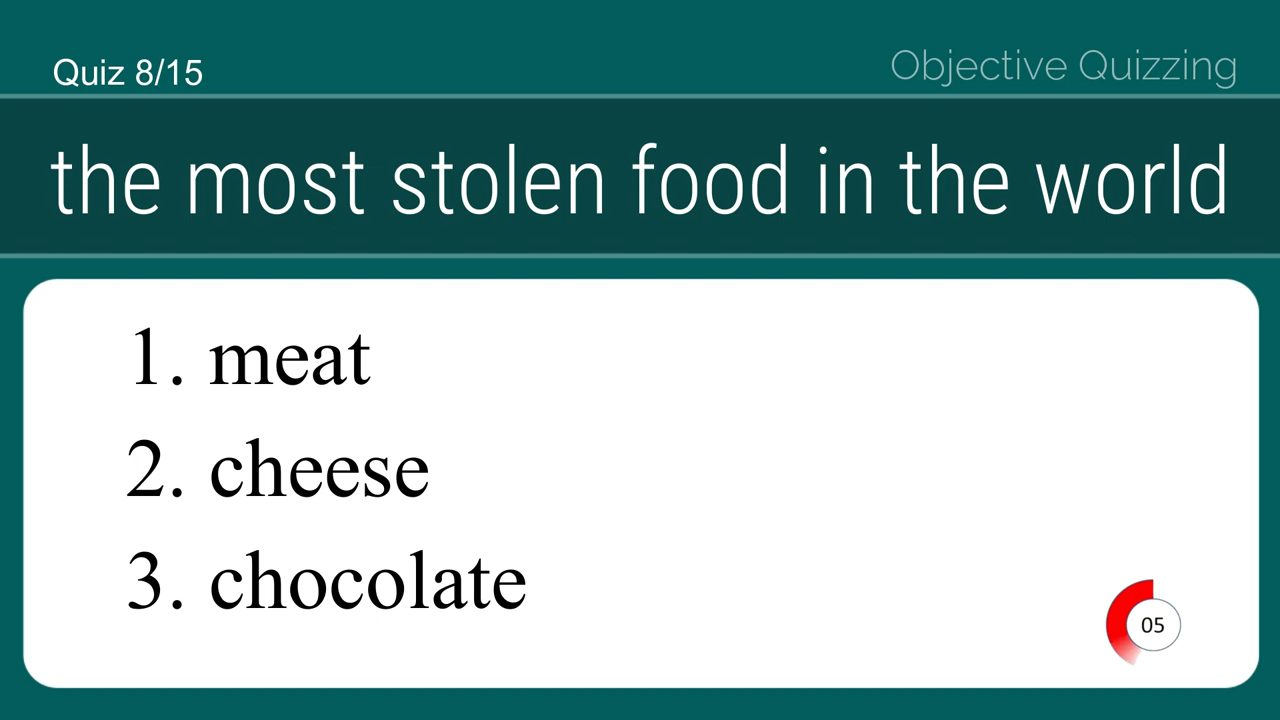 Quiz 8/15
Objective Quizzing
the most stolen food in the world
1. meat
2. cheese
3. chocolate
05